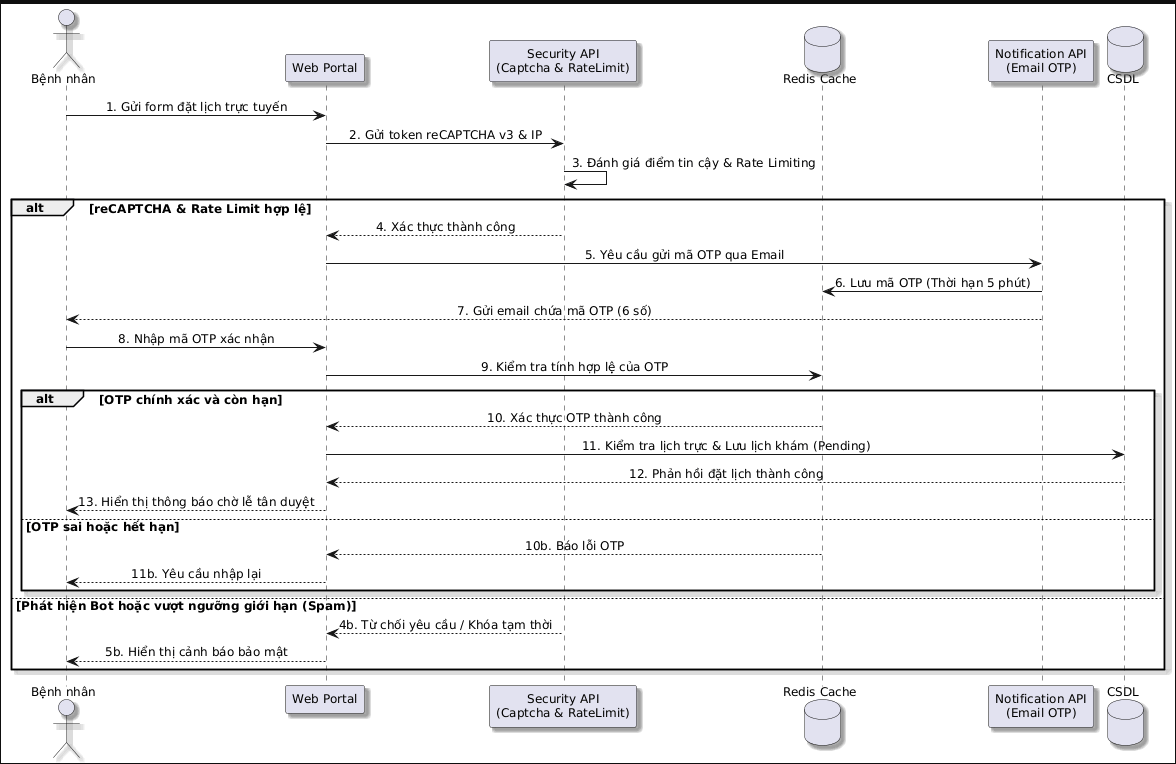 Bệnh nhân
Web Portal
Security API
(Captcha & RateLimit)
Redis Cache
Notification API
(Email OTP)
CSDL
1. Gửi form đặt lịch trực tuyến
2. Gửi token reCAPTCHA v3 & IP
3. Đánh giá điểm tin cậy & Rate Limiting
alt
[reCAPTCHA & Rate Limit hợp lệ]
4. Xác thực thành công
5. Yêu cầu gửi mã OTP qua Email
6. Lưu mã OTP (Thời hạn 5 phút)
7. Gửi email chứa mã OTP (6 số)
8. Nhập mã OTP xác nhận
9. Kiểm tra tính hợp lệ của OTP
alt
[OTP chính xác và còn hạn]
10. Xác thực OTP thành công
11. Kiểm tra lịch trực & Lưu lịch khám (Pending)
12. Phản hồi đặt lịch thành công
13. Hiển thị thông báo chờ lễ tân duyệt
[OTP sai hoặc hết hạn]
10b. Báo lỗi OTP
11b. Yêu cầu nhập lại
[Phát hiện Bot hoặc vượt ngưỡng giới hạn (Spam)]
4b. Từ chối yêu cầu / Khóa tạm thời
5b. Hiển thị cảnh báo bảo mật
Bệnh nhân
Web Portal
Security API
(Captcha & RateLimit)
Redis Cache
Notification API
(Email OTP)
CSDL